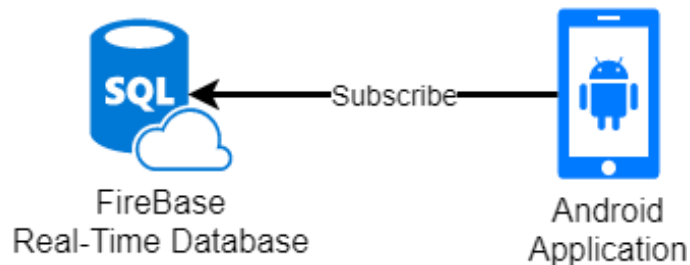 SQL
Subscribe
FireBase
Real-Time Database
Android
Application